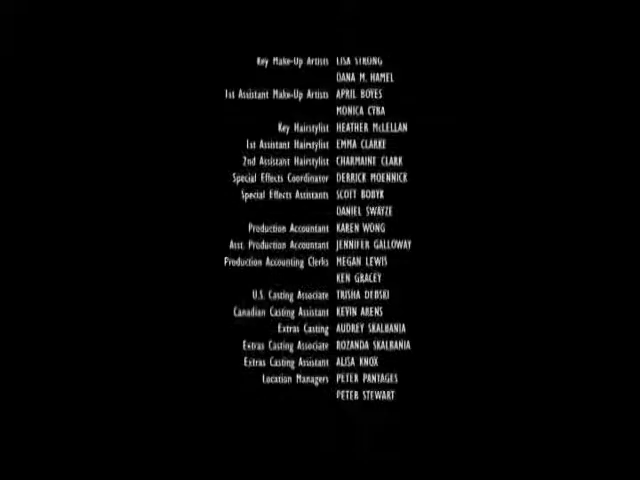 Key Make-Up Artists LISA STRONG
DANA M. HAMEL
1st Assistant Make-Up Artists APRIL BOYES
MONICA CYBA
Key Hairstylist HEATHER McLELLAN
1st Assistant Hairstylist EMMA CLARKE
2nd Assistant Hairstylist CHARMAINE CLARK
Special Effects Coordinator DERRICK MOENNICK
Special Effects Assistants SCOTT BOBYK
DANIEL SWAYZE
Production Accountant KAREN WONG
Asst. Production Accountant JENNIFER GALLOWAY
Production Accounting Clerks MEGAN LEWIS
KEN GRACEY
U.S. Casting Associate TRISHA DEBSKI
Canadian Casting Assistant KEVIN ARENS
Extras Casting AUDREY SKALBANIA
Extras Casting Associate ROZANDA SKALBANIA
Extras Casting Assistant ALISA KNOX
Location Managers PETER PANTAGES
PETER STEWART